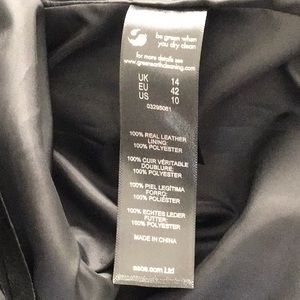 be green when
you dry clean
for more details see
www.greenearthcleaning.com
UK 14
EU 42
US 10
03295081
100% REAL LEATHER
LINING:
100% POLYESTER
100% CUIR VÉRITABLE
DOUBLURE:
100% POLYESTER
100% PIEL LEGÍTIMA
FORRO:
100% POLIÉSTER
100% ECHTES LEDER
FUTTER:
100% POLYESTER
MADE IN CHINA
asos.com Ltd